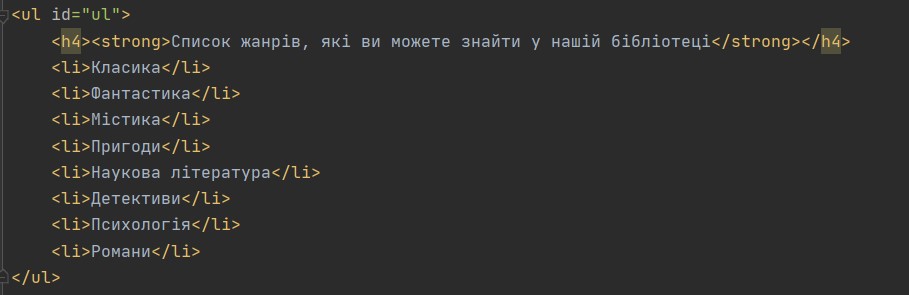 <ul id="ul">
<h4><strong>Список жанрів, які ви можете знайти у нашій бібліотеці</strong></h4>
<li>Класика</li>
<li>Фантастика</li>
<li>Містика</li>
<li>Пригоди</li>
<li>Наукова література</li>
<li>Детективи</li>
<li>Психологія</li>
<li>Романи</li>
</ul>